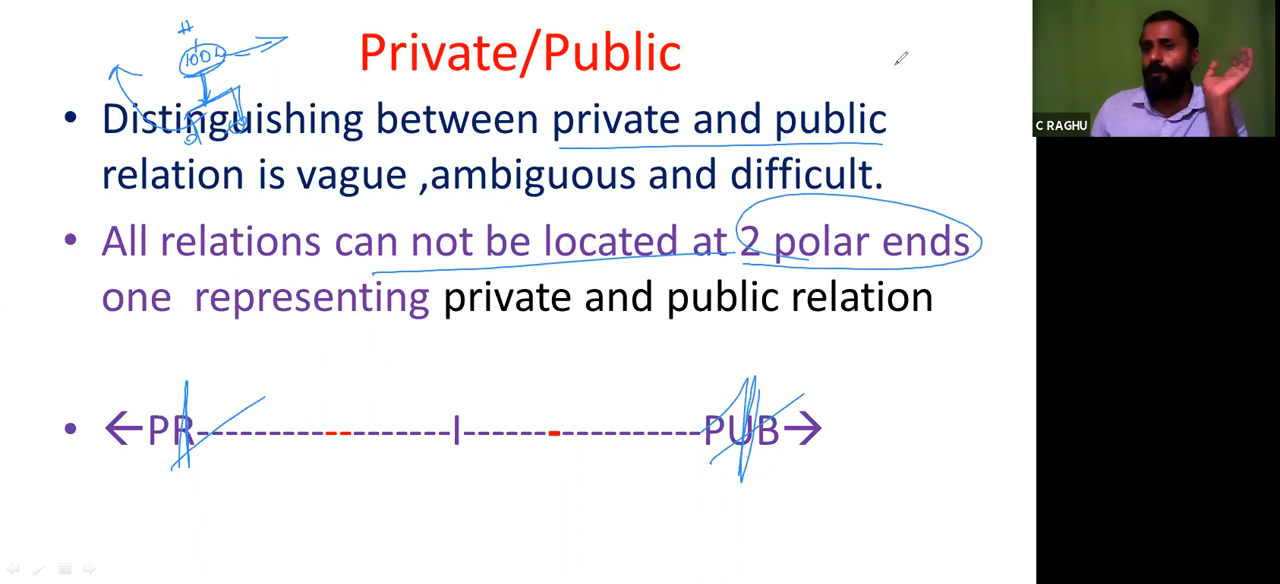 Private/Public
H
100
• Distinguishing between private and public
relation is vague ,ambiguous and difficult.
• All relations can not be located at 2 polar ends
one representing private and public relation
• ←PR-----------------------I-----------------PUB→
C RAGHU